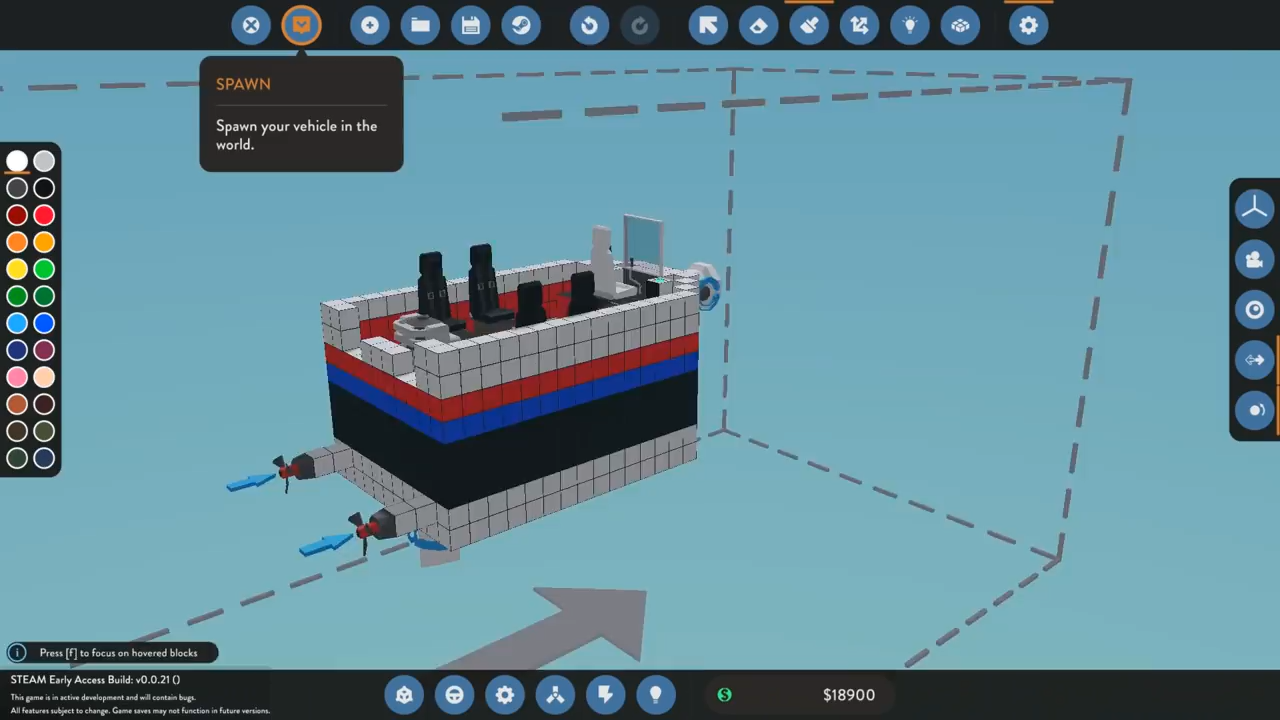 SPAWN
Spawn your vehicle in the
world.
Press [f] to focus on hovered blocks
STEAM Early Access Build: v0.0.21 ()
This game is in active development and will contain bugs.
All features subject to change. Game saves may not function in future versions.
$18900